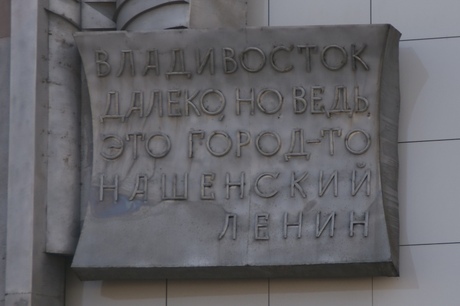 ВЛАДИВОСТОК
ДАЛЕКО, НО ВЕДЬ,
ЭТО ГОРОД-ТО
НАШЕНСКИЙ
ЛЕНИН